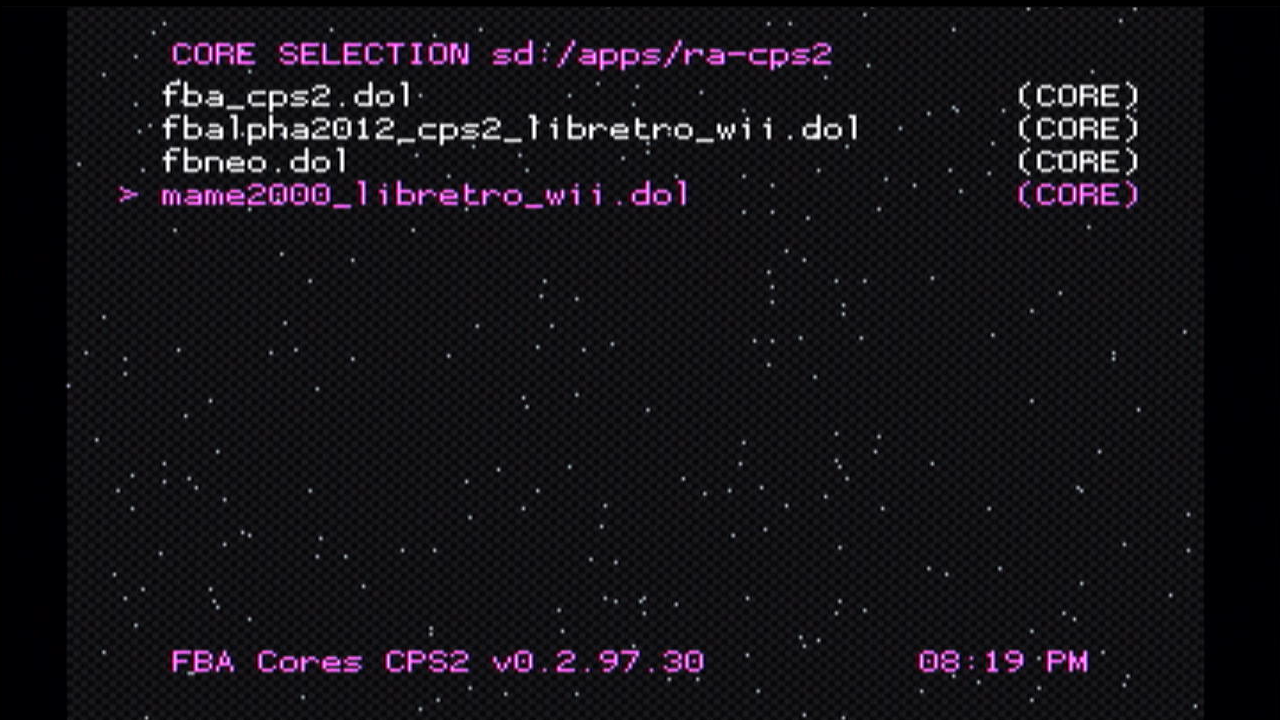 CORE SELECTION sd:/apps/ra-cps2
fba_cps2.dol (CORE)
fbalpha2012_cps2_libretro_wii.dol (CORE)
fbneo.dol (CORE)
> mame2000_libretro_wii.dol (CORE)
FBA Cores CPS2 v0.2.97.30 08:19 PM